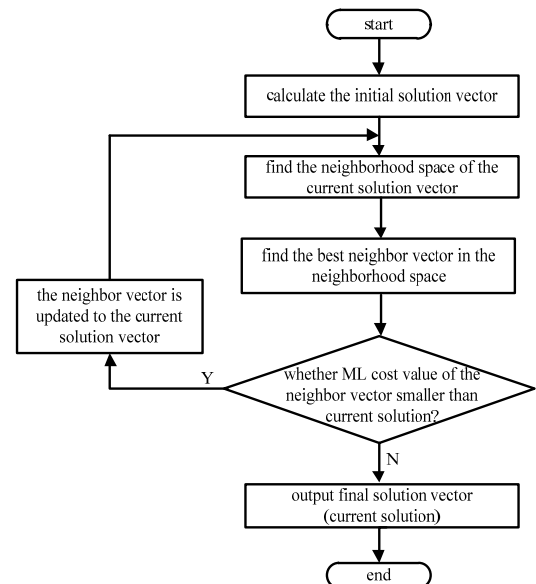 start
calculate the initial solution vector
find the neighborhood space of the
current solution vector
find the best neighbor vector in the
neighborhood space
the neighbor vector is
updated to the current
solution vector
Y
whether ML cost value of the
neighbor vector smaller than
current solution?
N
output final solution vector
(current solution)
end